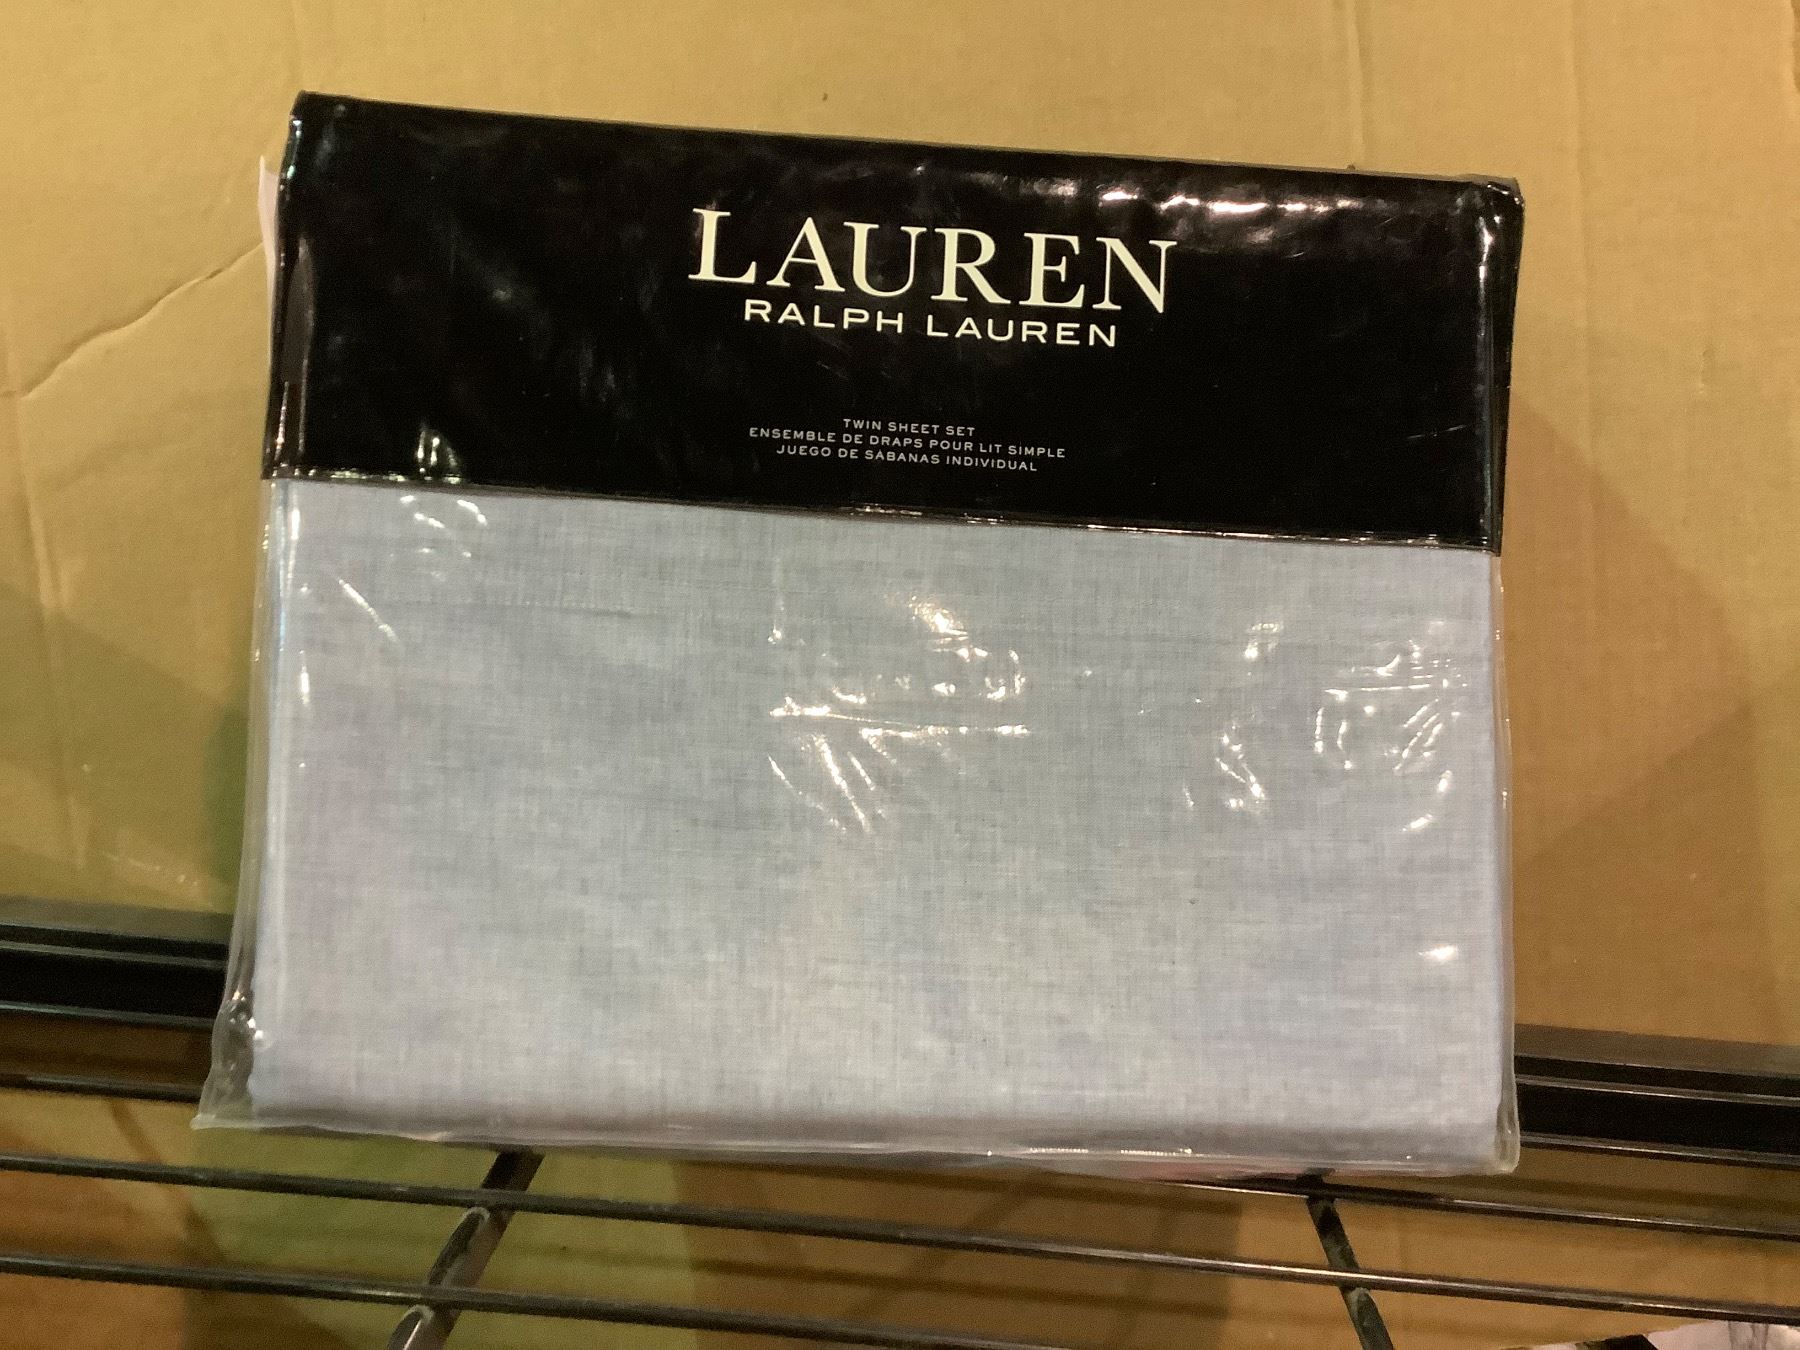 LAUREN
RALPH LAUREN
TWIN SHEET SET
ENSEMBLE DE DRAPS POUR LIT SIMPLE
JUEGO DE SABANAS INDIVIDUAL